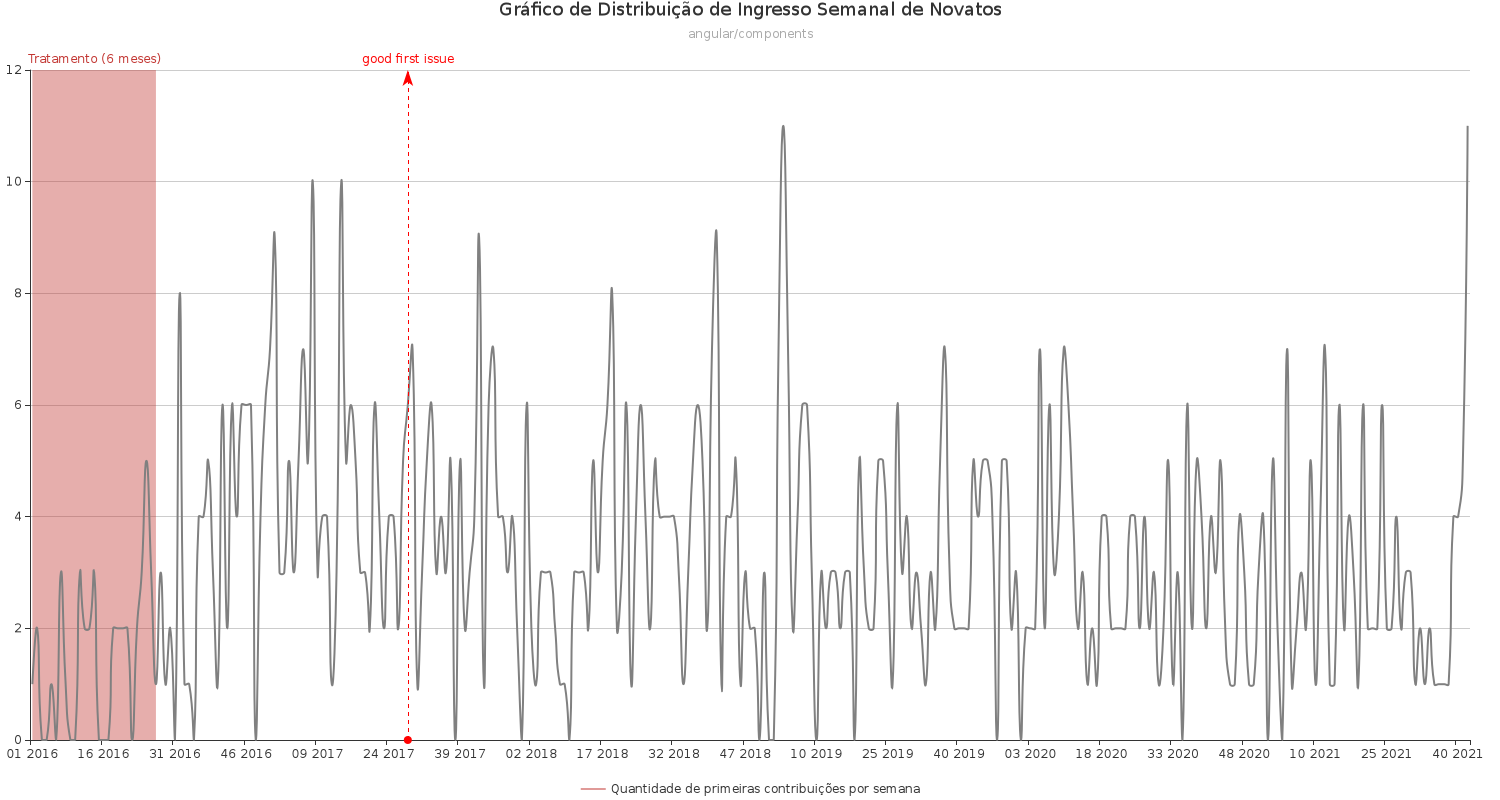 Gráfico de Distribuição de Ingresso Semanal de Novatos
angular/components
Tratamento (6 meses)
good first issue
12
10
8
6
4
2
0
01 2016 16 2016 31 2016 46 2016 09 2017 24 2017 39 2017 02 2018 17 2018 32 2018 47 2018 10 2019 25 2019 40 2019 03 2020 18 2020 33 2020 48 2020 10 2021 25 2021 40 2021
Quantidade de primeiras contribuições por semana